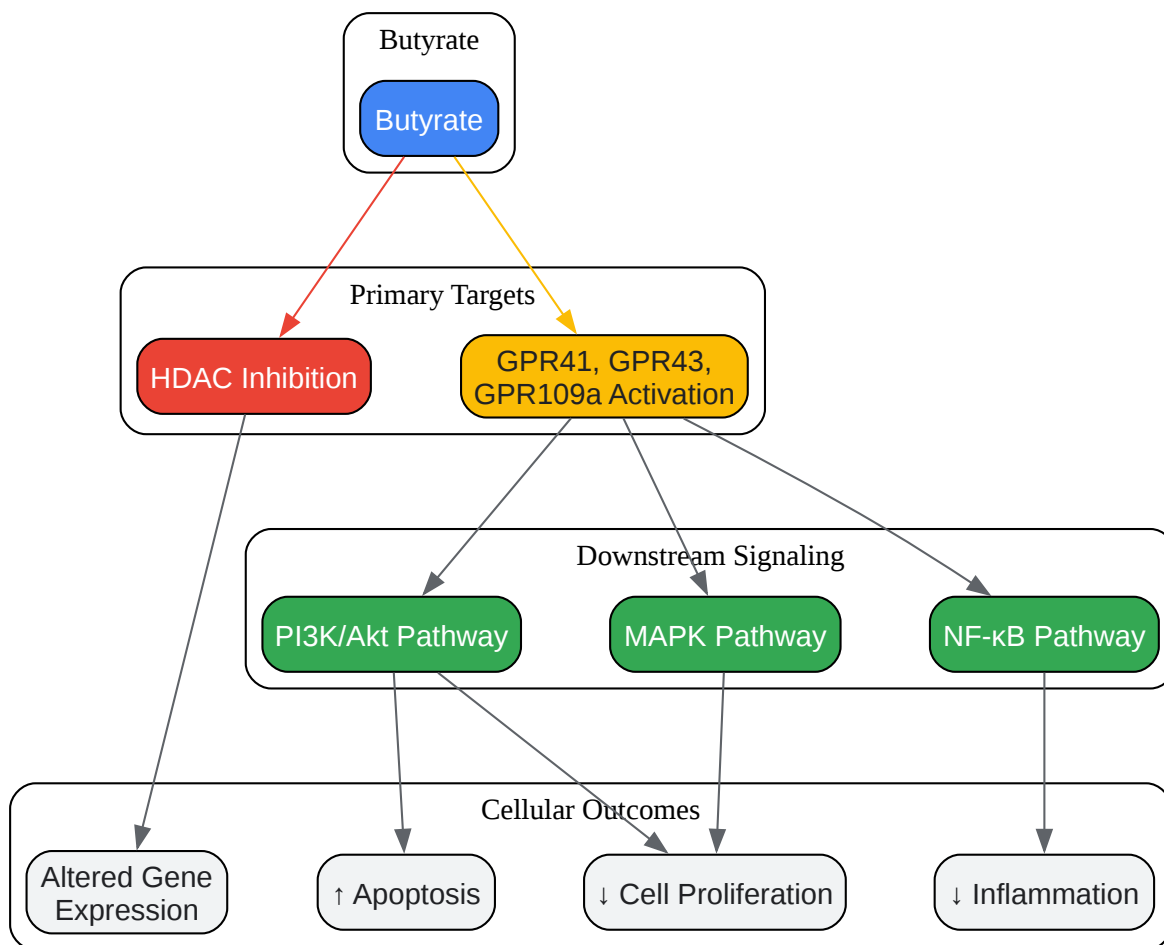 Butyrate
Butyrate
Primary Targets
HDAC Inhibition
GPR41, GPR43,
GPR109a Activation
Downstream Signaling
PI3K/Akt Pathway
MAPK Pathway
NF-κB Pathway
Cellular Outcomes
Altered Gene
Expression
↑ Apoptosis
↓ Cell Proliferation
↓ Inflammation